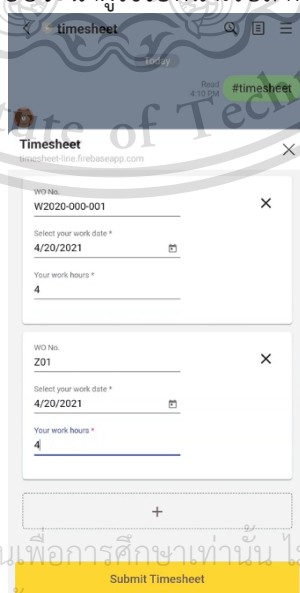 timesheet
Today
Read
4:10 PM
#timesheet
Timesheet
timesheet-line.firebaseapp.com
WO No.
W2020-000-001
Select your work date *
4/20/2021
Your work hours *
4
WO No.
Z01
Select your work date *
4/20/2021
Your work hours *
4
+
Submit Timesheet